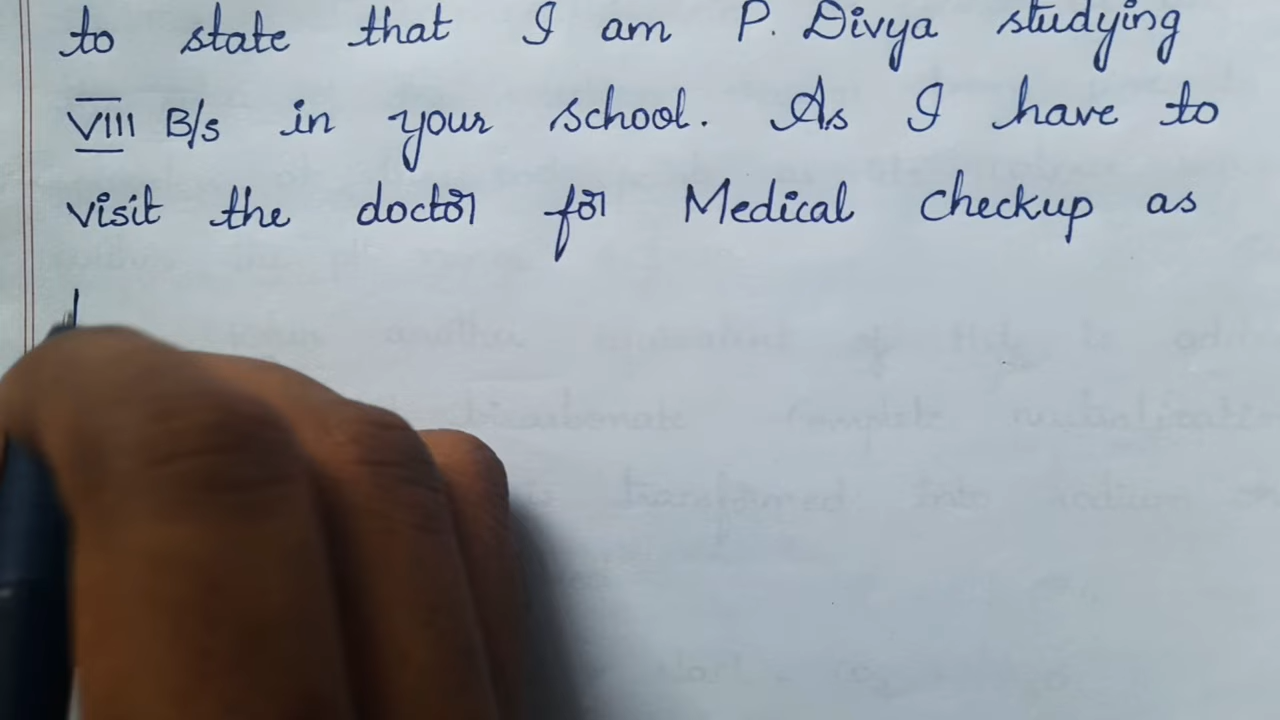 to state that I am P. Divya studying
VIII B/s in your school. As I have to
visit the doctor for Medical checkup as